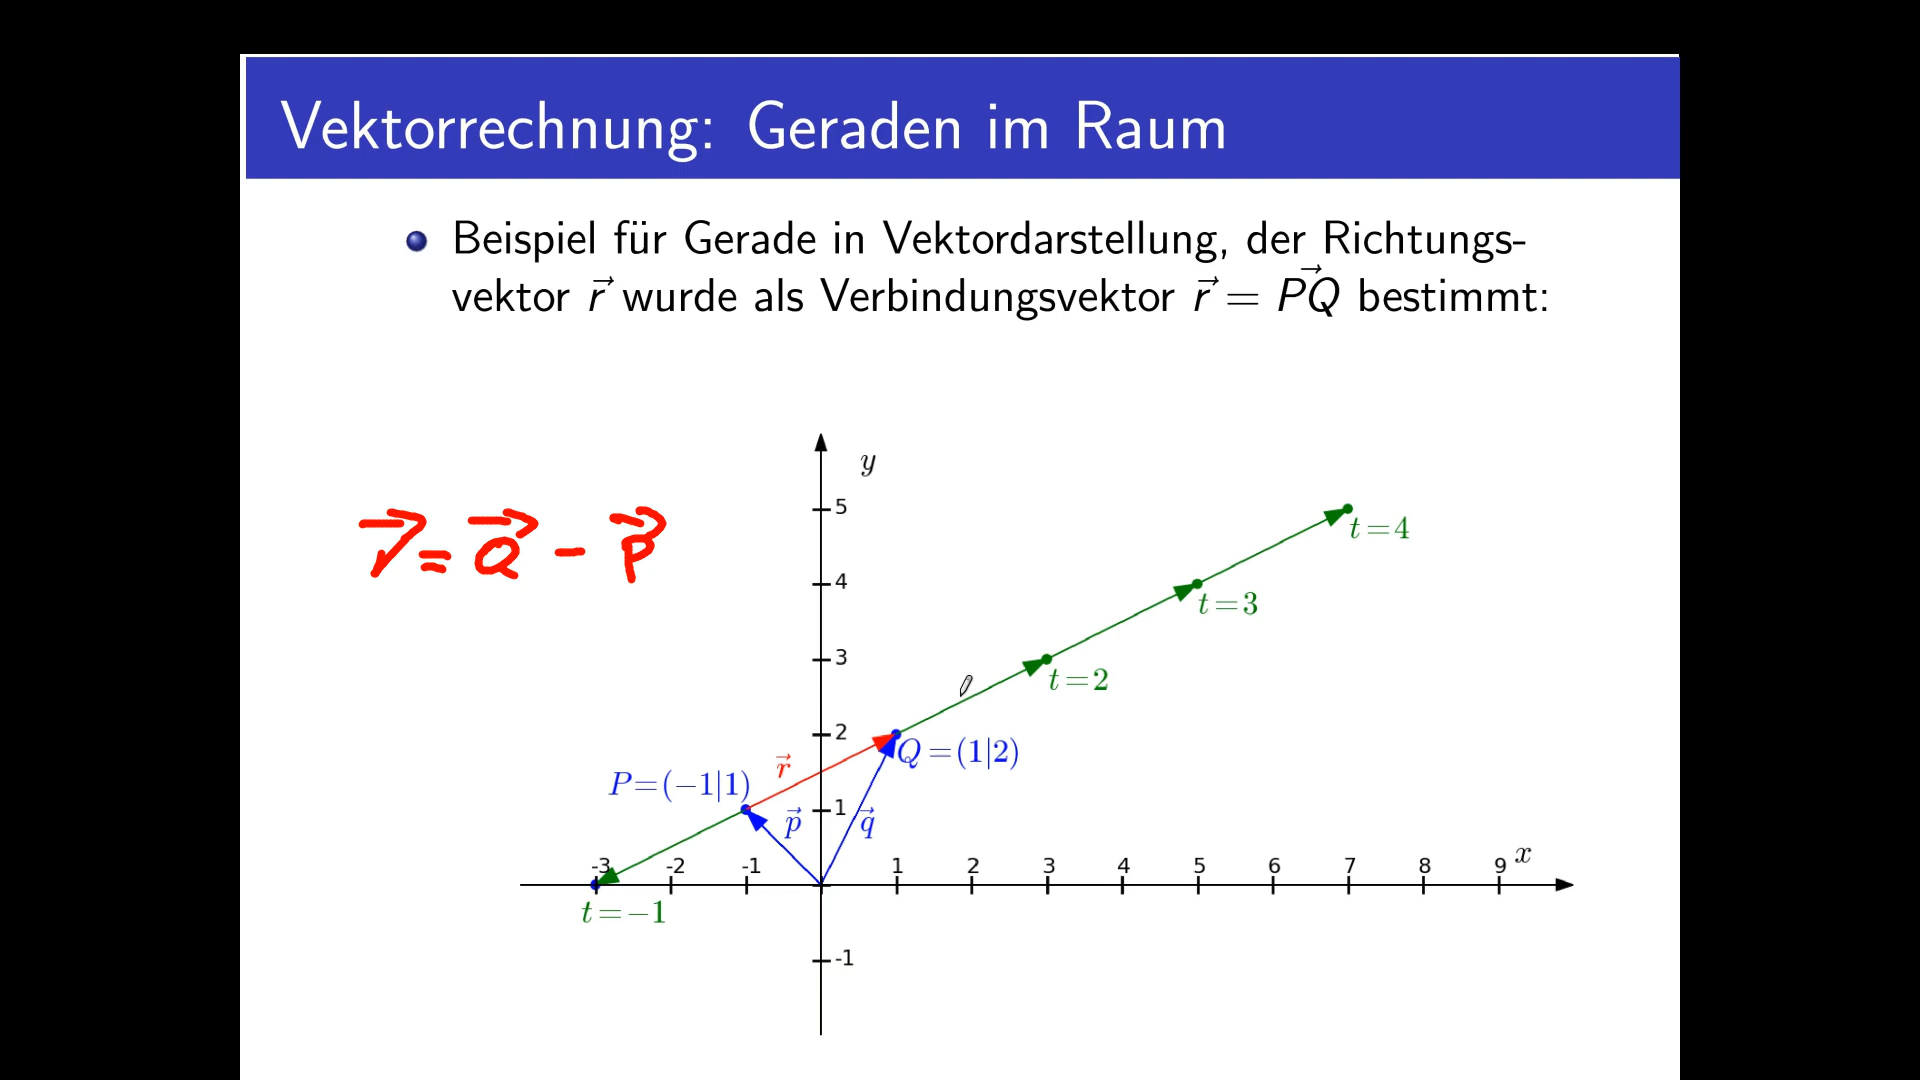 Vektorrechnung: Geraden im Raum
Beispiel für Gerade in Vektordarstellung, der Richtungs-
vektor r⃗ wurde als Verbindungsvektor r⃗ = PQ⃗ bestimmt:
y
5
r⃗ = Q⃗ − P⃗
t=4
4
t=3
3
t=2
2
Q=(1|2)
r⃗
P=(−1|1)
1
p⃗
q⃗
-3 -2 -1 1 2 3 4 5 6 7 8 9 x
t=−1
-1